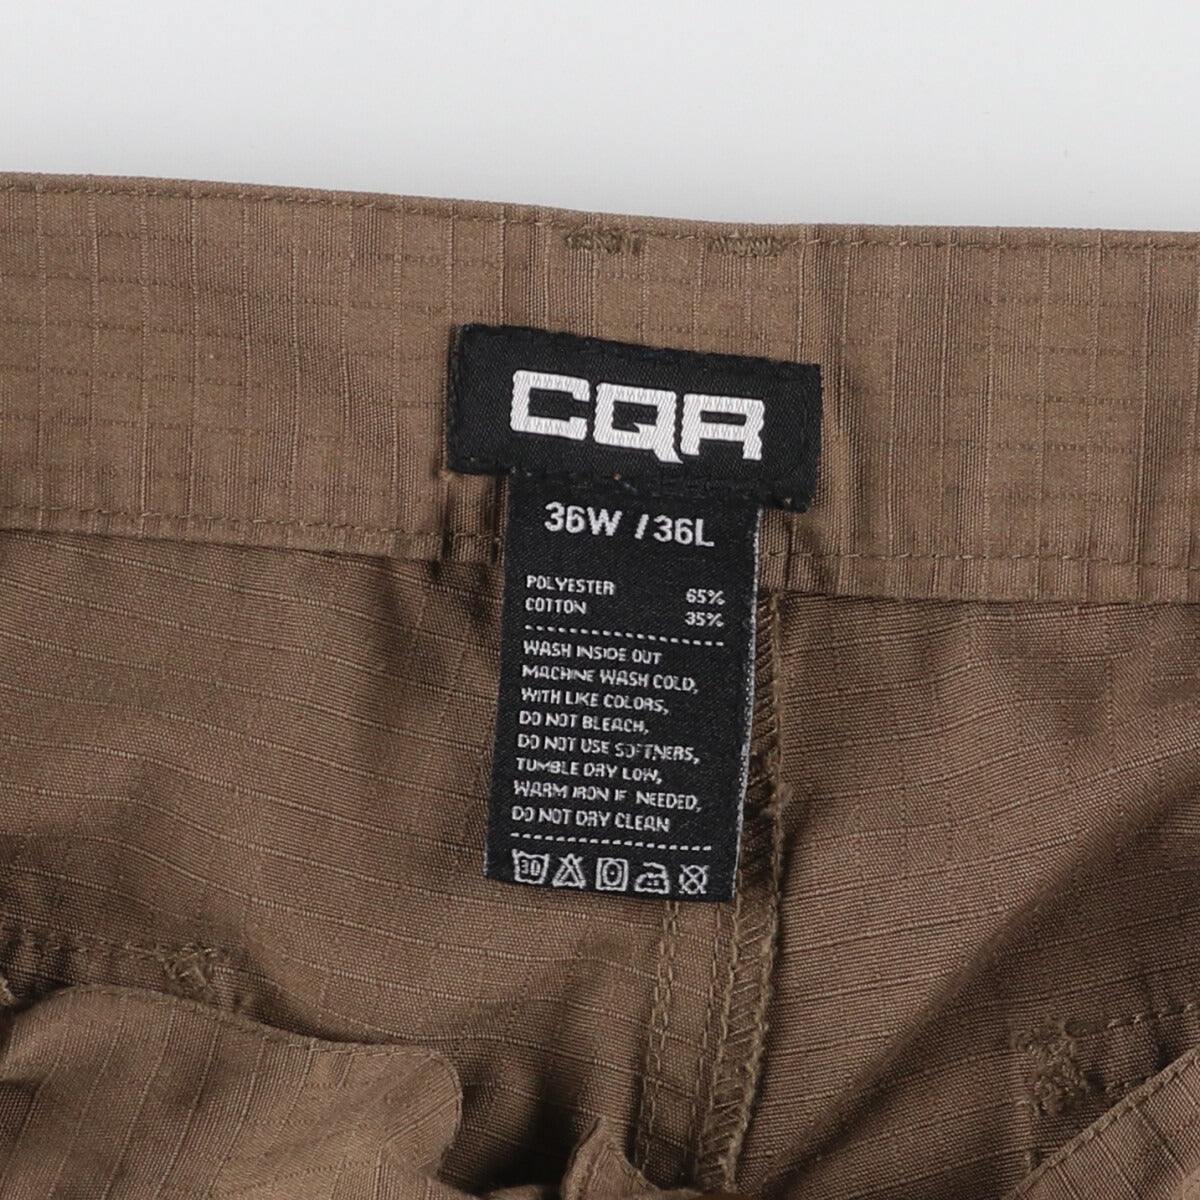 CQR
36W / 36L
POLYESTER 65%
COTTON 35%
WASH INSIDE OUT
MACHINE WASH COLD,
WITH LIKE COLORS,
DO NOT BLEACH,
DO NOT USE SOFTNERS,
TUMBLE DRY LOW,
WARM IRON IF NEEDED,
DO NOT DRY CLEAN
30